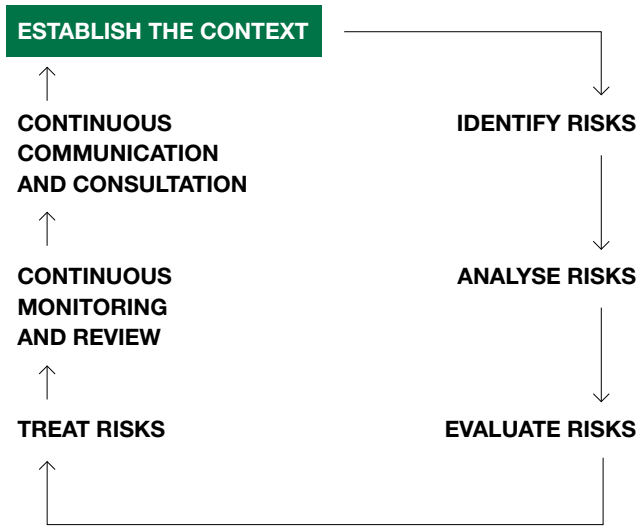 ESTABLISH THE CONTEXT
IDENTIFY RISKS
ANALYSE RISKS
EVALUATE RISKS
TREAT RISKS
CONTINUOUS
MONITORING
AND REVIEW
CONTINUOUS
COMMUNICATION
AND CONSULTATION